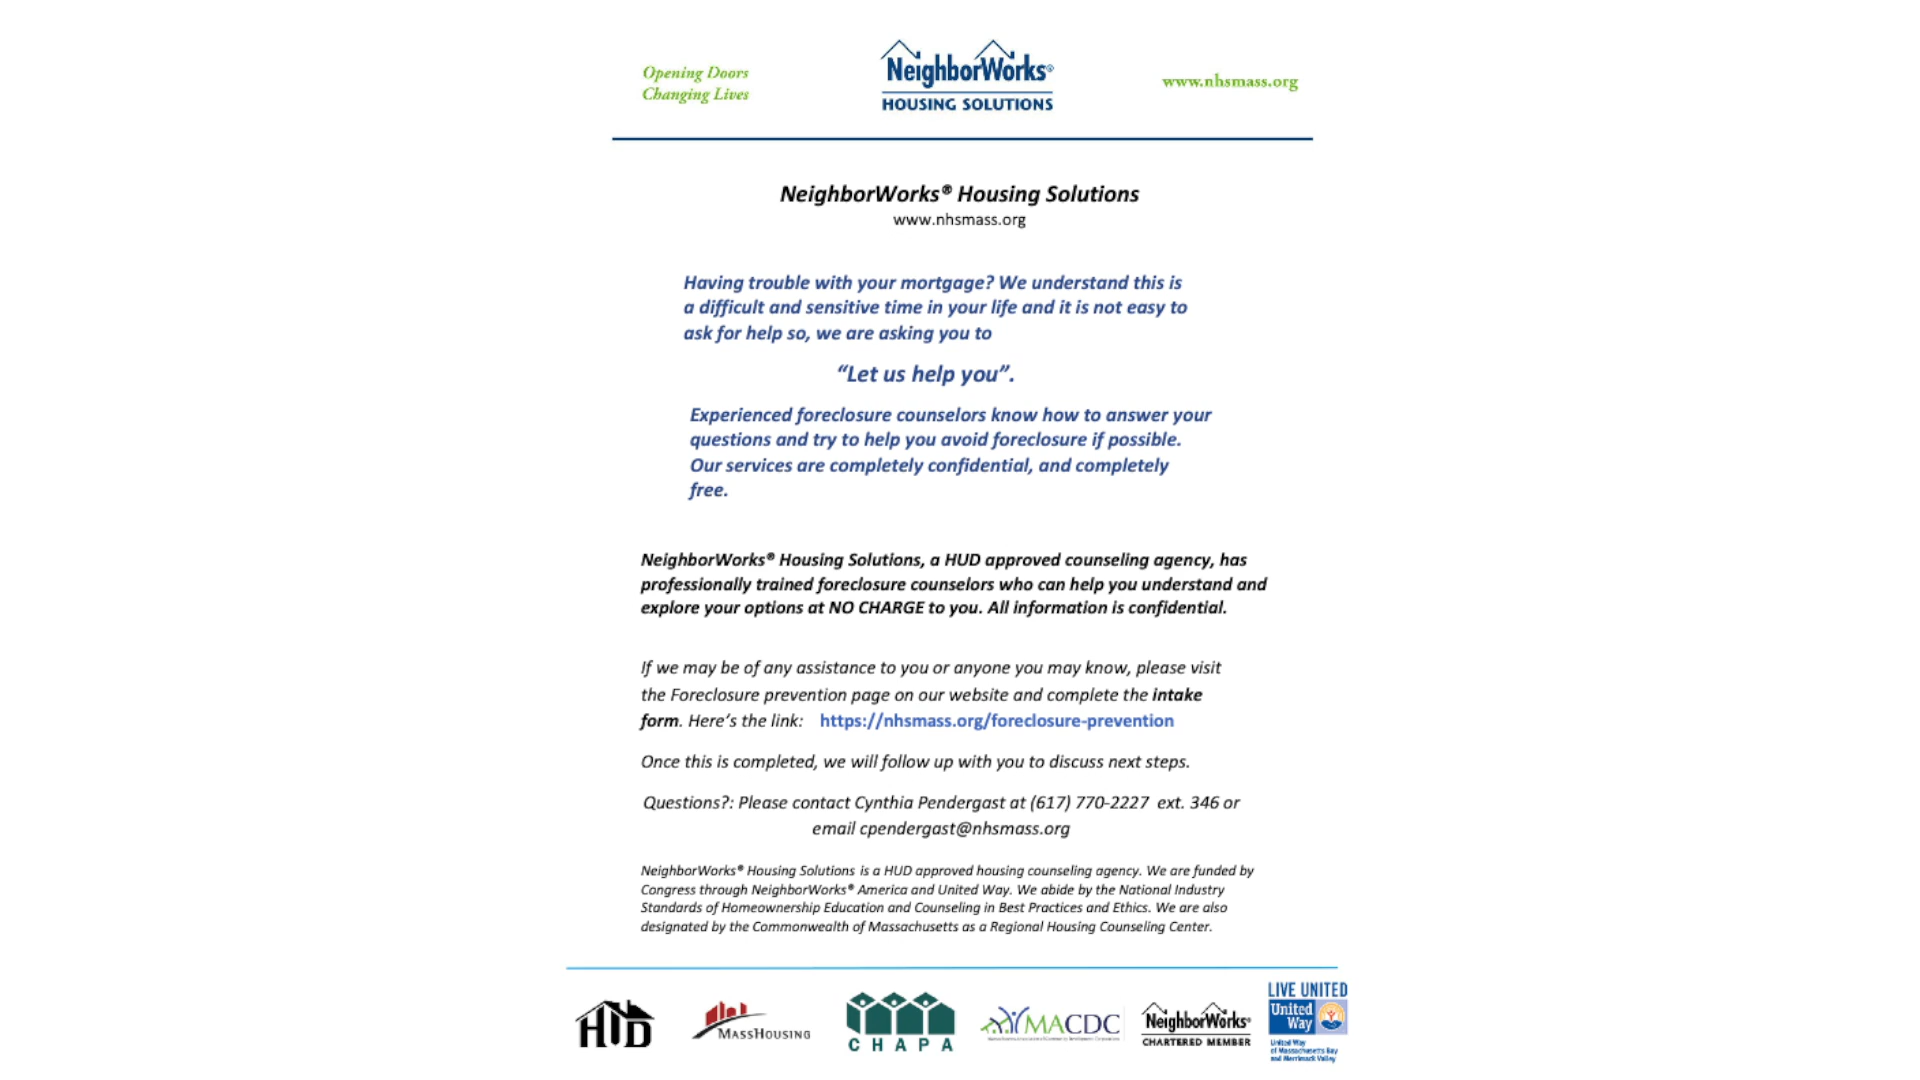 Opening Doors
Changing Lives
NeighborWorks®
HOUSING SOLUTIONS
www.nhsmass.org
NeighborWorks® Housing Solutions
www.nhsmass.org
Having trouble with your mortgage? We understand this is
a difficult and sensitive time in your life and it is not easy to
ask for help so, we are asking you to
“Let us help you”.
Experienced foreclosure counselors know how to answer your
questions and try to help you avoid foreclosure if possible.
Our services are completely confidential, and completely
free.
NeighborWorks® Housing Solutions, a HUD approved counseling agency, has
professionally trained foreclosure counselors who can help you understand and
explore your options at NO CHARGE to you. All information is confidential.
If we may be of any assistance to you or anyone you may know, please visit
the Foreclosure prevention page on our website and complete the intake
form. Here’s the link: https://nhsmass.org/foreclosure-prevention
Once this is completed, we will follow up with you to discuss next steps.
Questions?: Please contact Cynthia Pendergast at (617) 770-2227 ext. 346 or
email cpendergast@nhsmass.org
NeighborWorks® Housing Solutions is a HUD approved housing counseling agency. We are funded by
Congress through NeighborWorks® America and United Way. We abide by the National Industry
Standards of Homeownership Education and Counseling in Best Practices and Ethics. We are also
designated by the Commonwealth of Massachusetts as a Regional Housing Counseling Center.
HUD
MASSHOUSING
CHAPA
MACDC
NeighborWorks®
CHARTERED MEMBER
LIVE UNITED
United
Way
United Way
of Massachusetts Bay
and Merrimack Valley